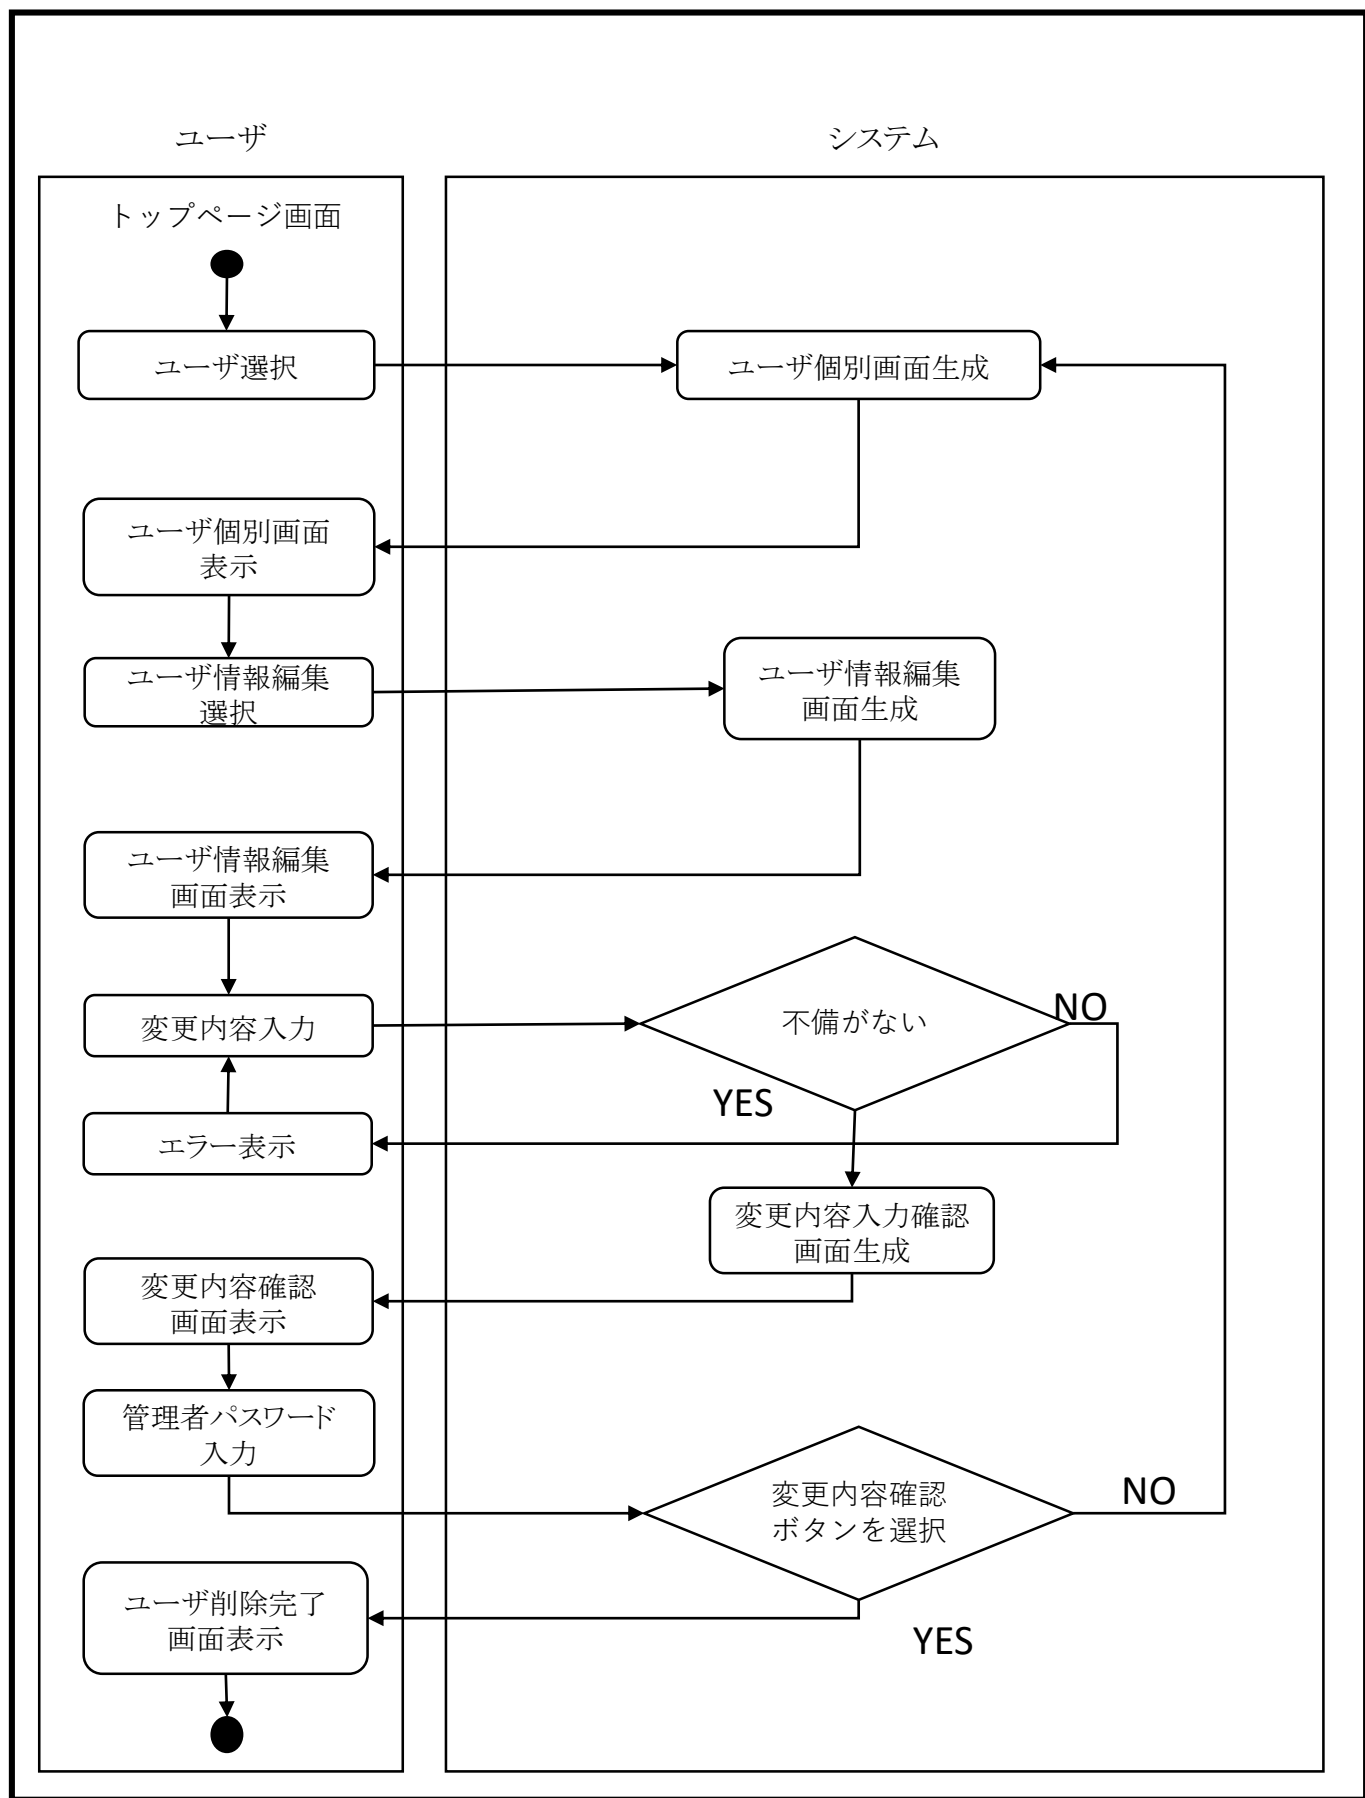 ユーザ
システム
トップページ画面
ユーザ選択
ユーザ個別画面生成
ユーザ個別画面
表示
ユーザ情報編集
選択
ユーザ情報編集
画面生成
ユーザ情報編集
画面表示
変更内容入力
不備がない
NO
YES
エラー表示
変更内容入力確認
画面生成
変更内容確認
画面表示
管理者パスワード
入力
変更内容確認
ボタンを選択
NO
ユーザ削除完了
画面表示
YES